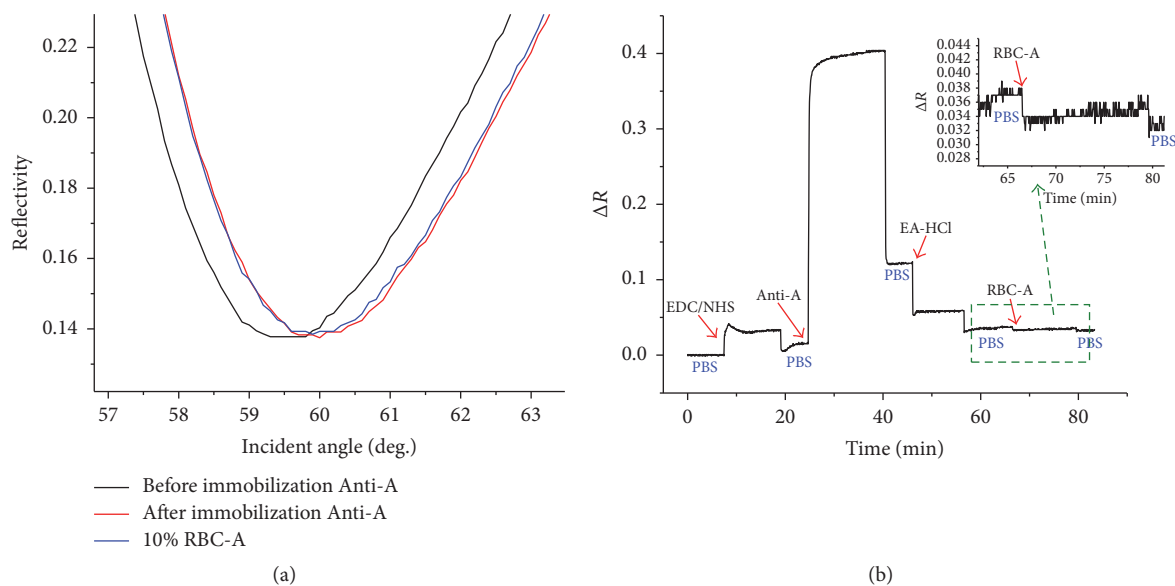 0.22
0.20
0.18
0.16
0.14
Reflectivity
57 58 59 60 61 62 63
Incident angle (deg.)
Before immobilization Anti-A
After immobilization Anti-A
10% RBC-A
(a)
0.4
0.3
0.2
0.1
0.0
ΔR
EDC/NHS
Anti-A
EA-HCl
RBC-A
PBS
PBS
PBS
PBS
PBS
0 20 40 60 80
Time (min)
0.044
0.042
0.040
0.038
0.036
0.034
0.032
0.030
0.028
ΔR
RBC-A
PBS
PBS
65 70 75 80
Time (min)
(b)